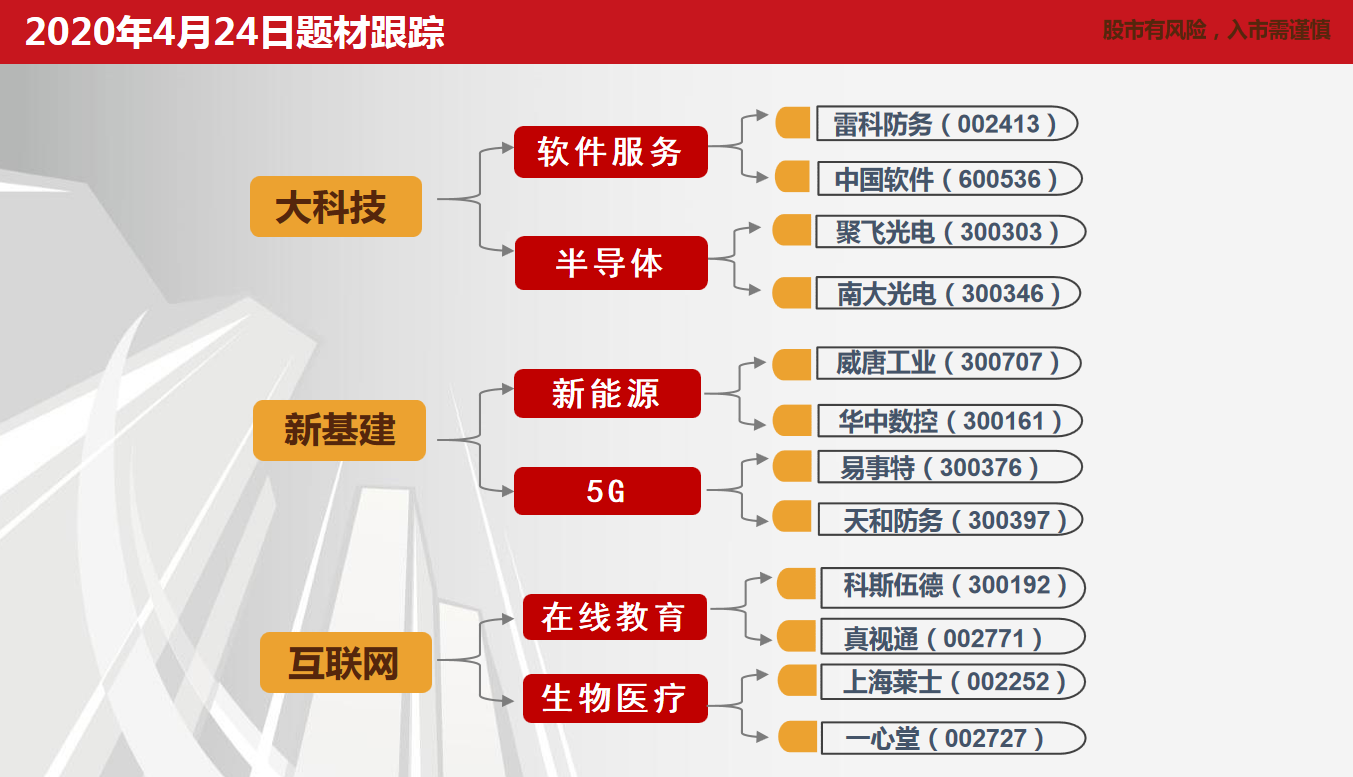 2020年4月24日题材跟踪
股市有风险，入市需谨慎
大科技
软件服务
雷科防务（002413）
中国软件（600536）
半导体
聚飞光电（300303）
南大光电（300346）
新基建
新能源
威唐工业（300707）
华中数控（300161）
5G
易事特（300376）
天和防务（300397）
互联网
在线教育
科斯伍德（300192）
真视通（002771）
生物医疗
上海莱士（002252）
一心堂（002727）